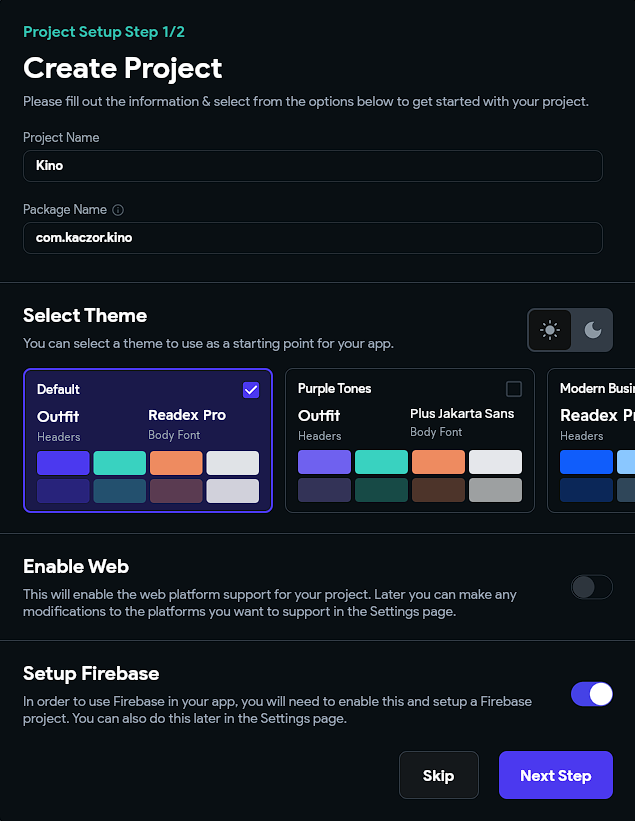 Project Setup Step 1/2
Create Project
Please fill out the information & select from the options below to get started with your project.
Project Name
Kino
Package Name
com.kaczor.kino
Select Theme
You can select a theme to use as a starting point for your app.
Default
Outfit
Headers
Readex Pro
Body Font
Purple Tones
Outfit
Headers
Plus Jakarta Sans
Body Font
Modern Busi
Readex Pr
Headers
Enable Web
This will enable the web platform support for your project. Later you can make any
modifications to the platforms you want to support in the Settings page.
Setup Firebase
In order to use Firebase in your app, you will need to enable this and setup a Firebase
project. You can also do this later in the Settings page.
Skip
Next Step